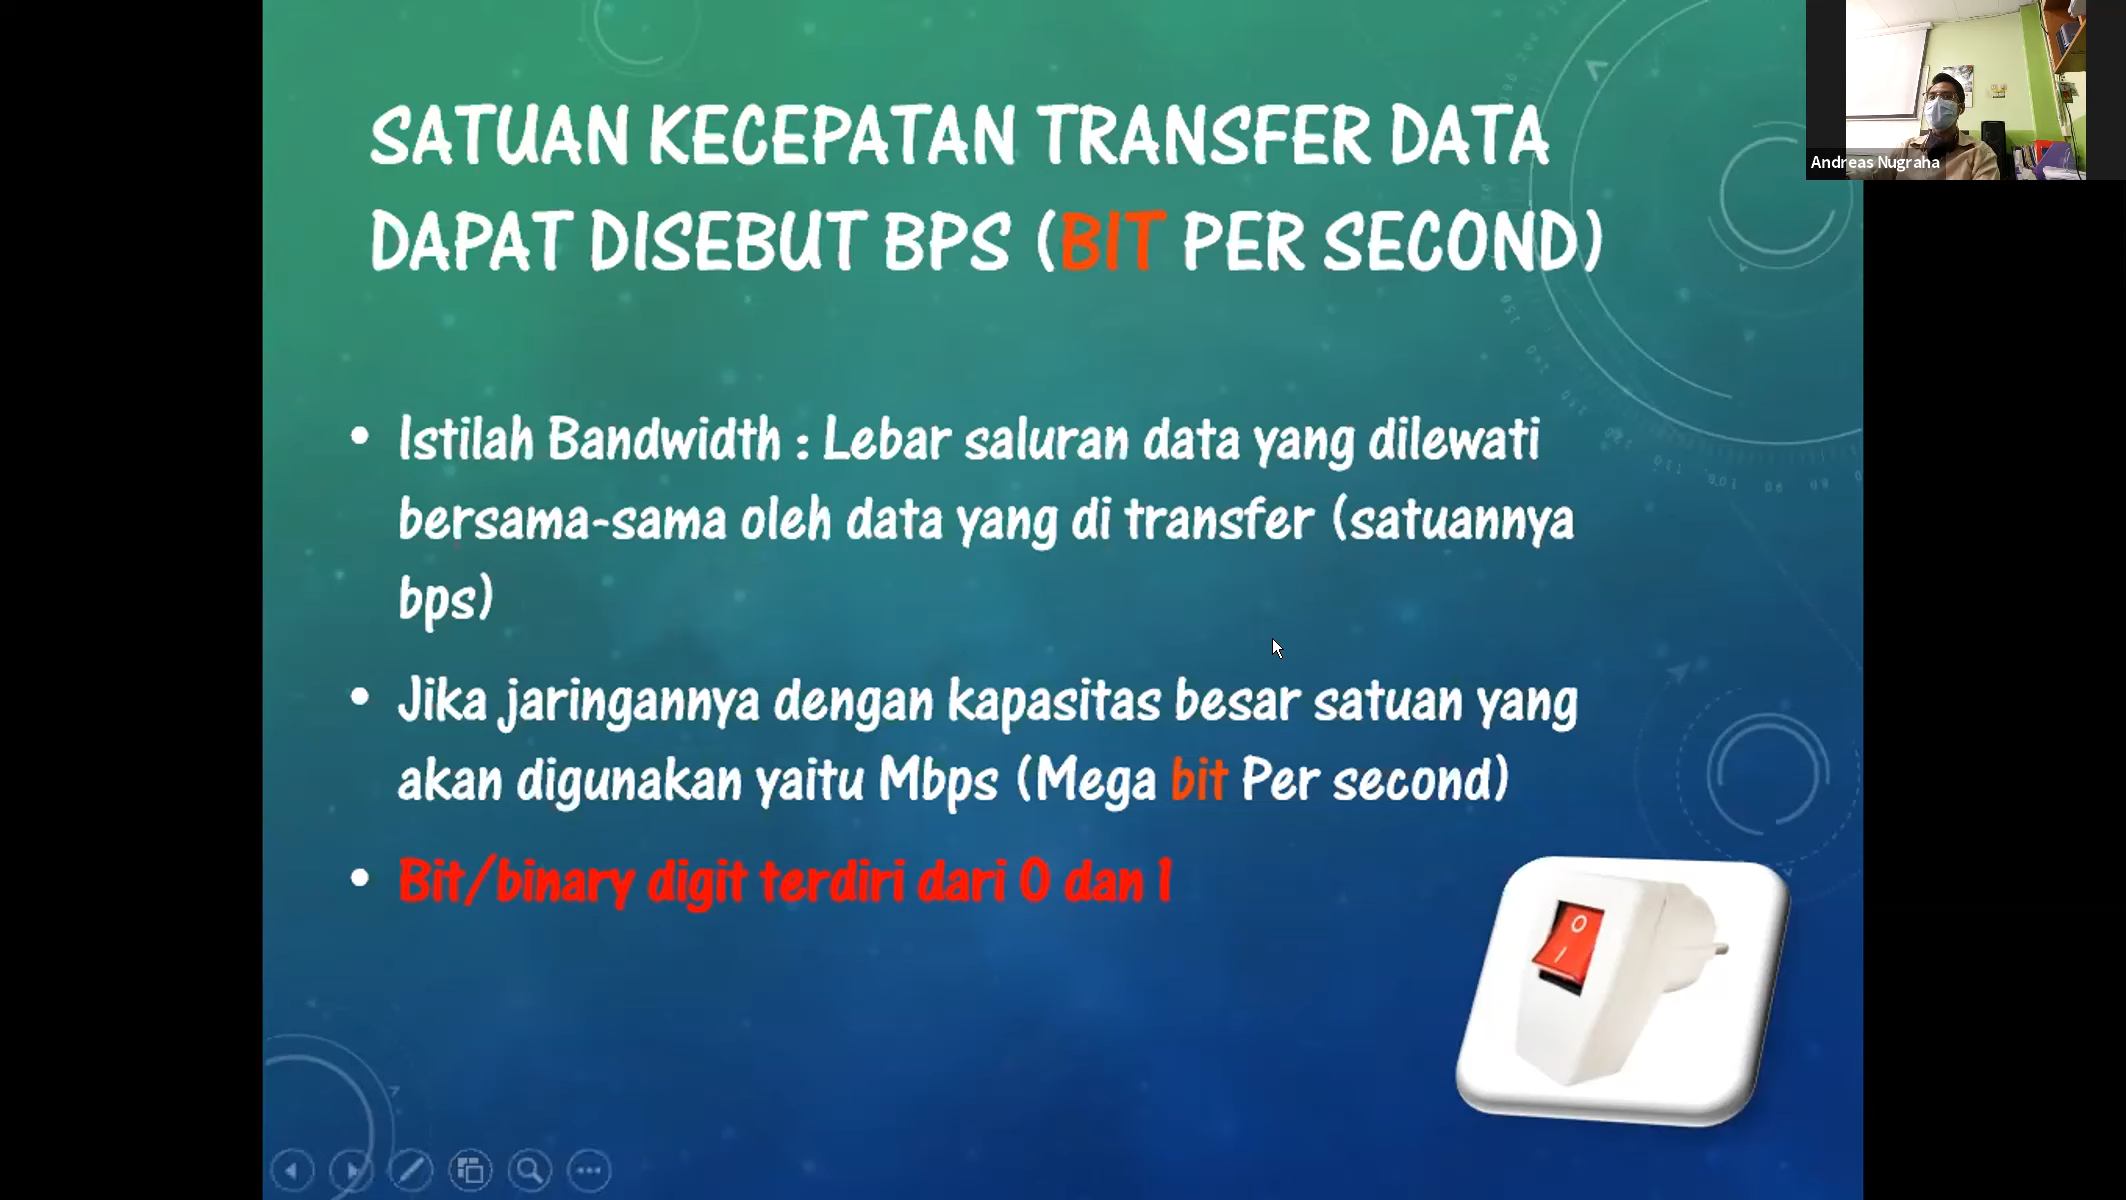 SATUAN KECEPATAN TRANSFER DATA
DAPAT DISEBUT BPS (BIT PER SECOND)
Andreas Nugraha
• Istilah Bandwidth : Lebar saluran data yang dilewati
bersama-sama oleh data yang di transfer (satuannya
bps)
• Jika jaringannya dengan kapasitas besar satuan yang
akan digunakan yaitu Mbps (Mega bit Per second)
• Bit/binary digit terdiri dari 0 dan 1